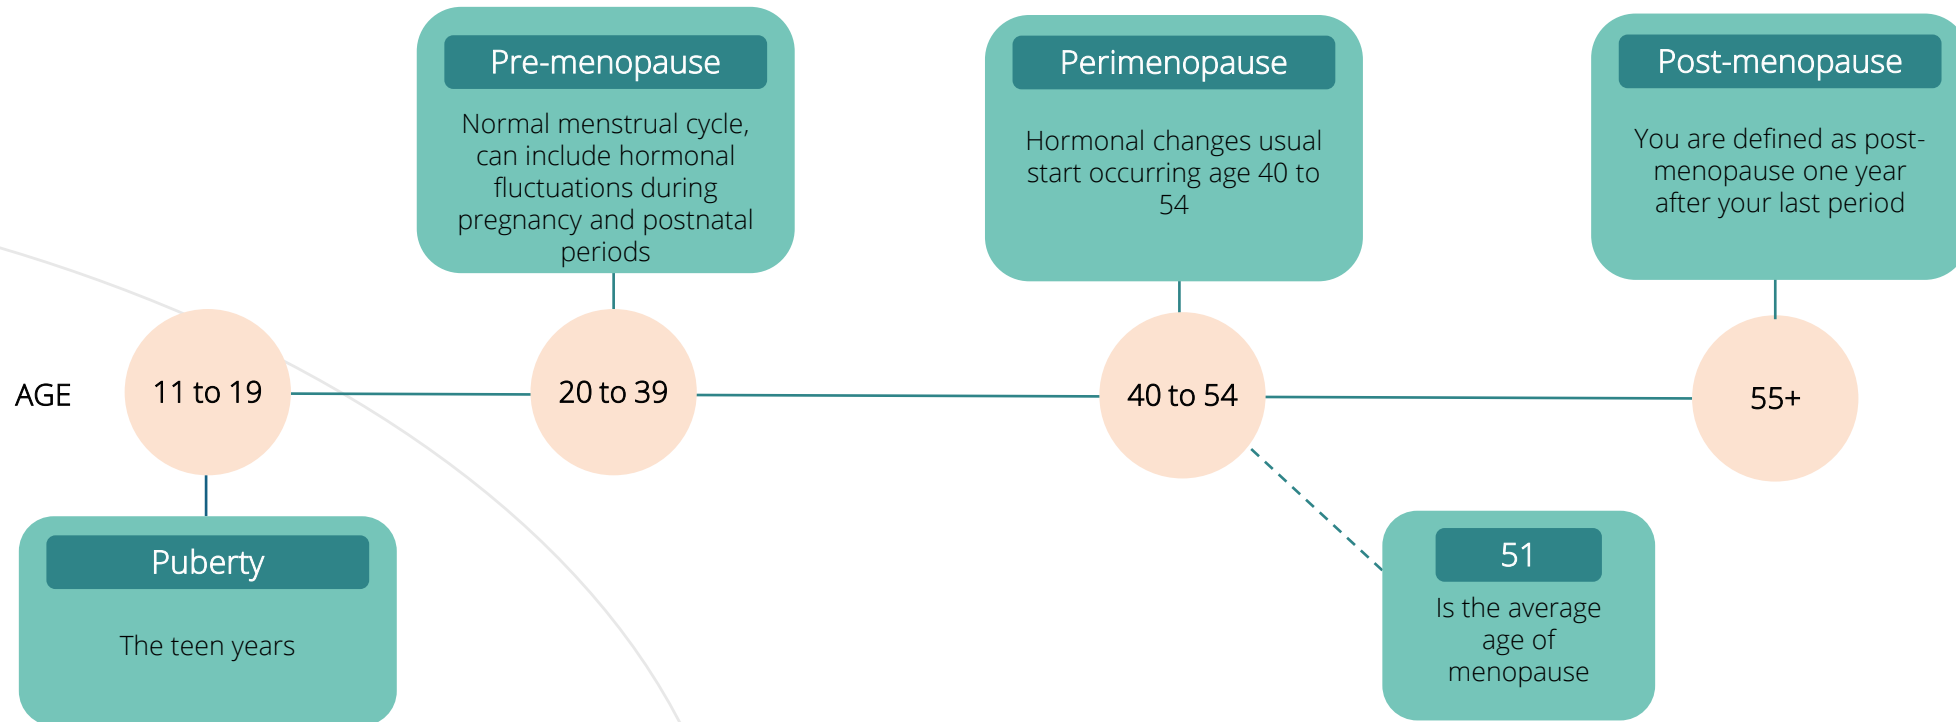 Pre-menopause
Normal menstrual cycle,
can include hormonal
fluctuations during
pregnancy and postnatal
periods
Perimenopause
Hormonal changes usual
start occurring age 40 to
54
Post-menopause
You are defined as post-
menopause one year
after your last period
AGE
11 to 19
20 to 39
40 to 54
55+
Puberty
The teen years
51
Is the average
age of
menopause